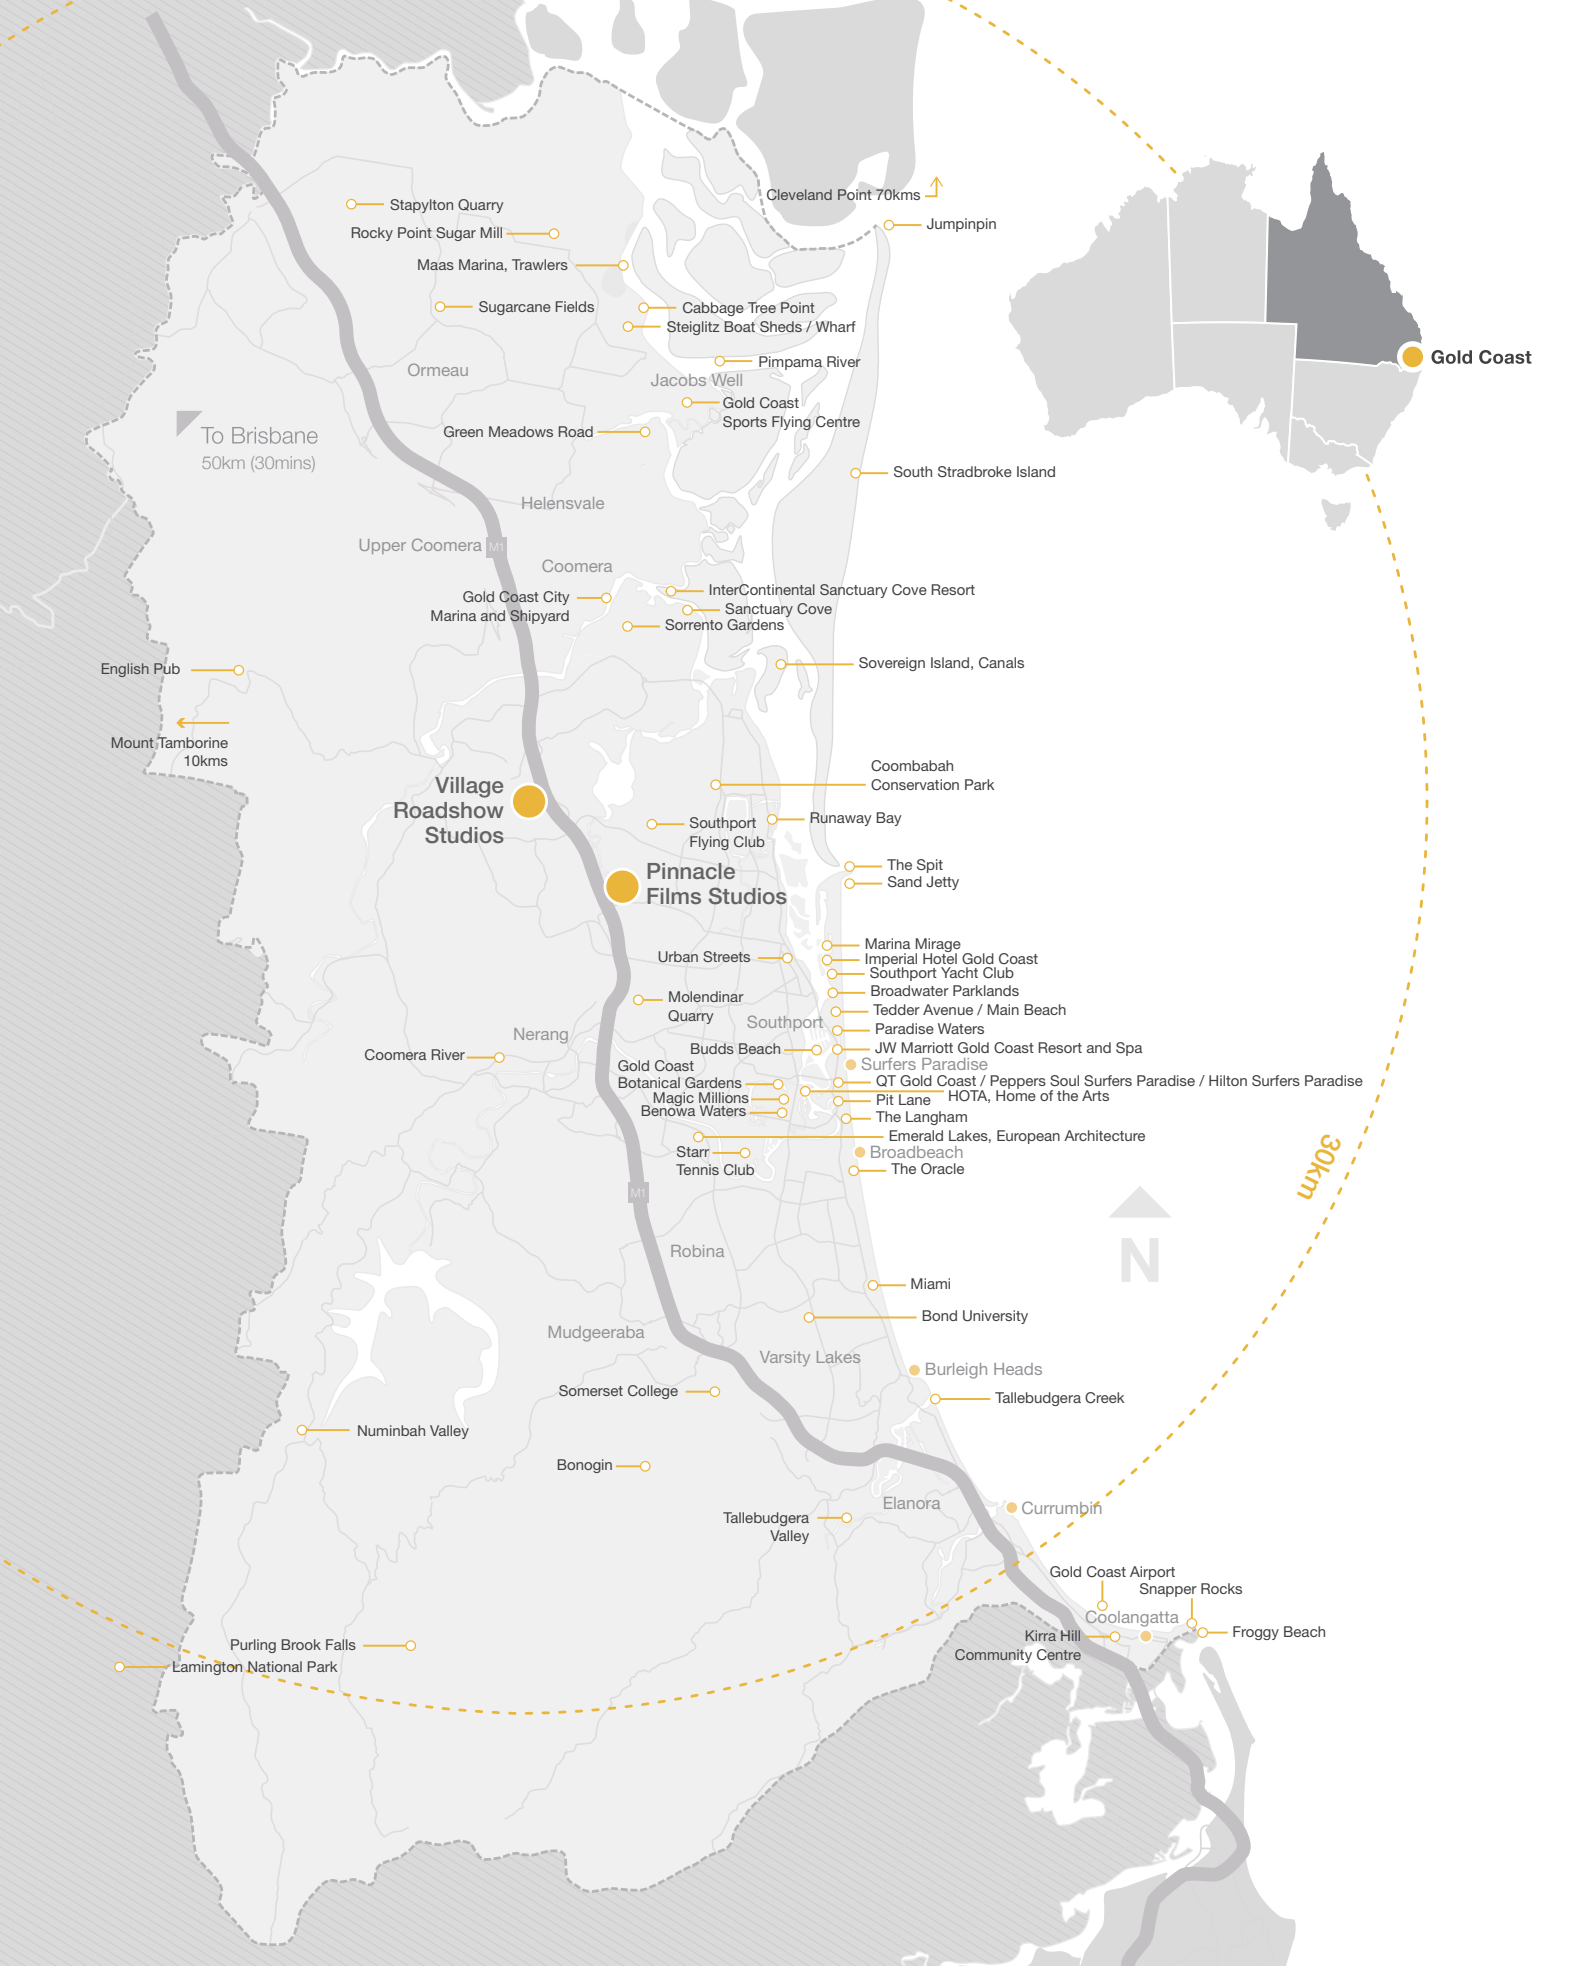 Cleveland Point 70kms
Stapylton Quarry
Jumpinpin
Rocky Point Sugar Mill
Maas Marina, Trawlers
Sugarcane Fields
Cabbage Tree Point
Steiglitz Boat Sheds / Wharf
Gold Coast
Pimpama River
Ormeau
Jacobs Well
Gold Coast
Sports Flying Centre
Green Meadows Road
To Brisbane
50km (30mins)
South Stradbroke Island
Helensvale
Upper Coomera
M1
Coomera
InterContinental Sanctuary Cove Resort
Gold Coast City
Marina and Shipyard
Sanctuary Cove
Sorrento Gardens
Sovereign Island, Canals
English Pub
Mount Tamborine
10kms
Coombabah
Conservation Park
Village
Roadshow
Studios
Runaway Bay
Southport
Flying Club
Pinnacle
Films Studios
The Spit
Sand Jetty
Marina Mirage
Urban Streets
Imperial Hotel Gold Coast
Southport Yacht Club
Broadwater Parklands
Molendinar
Quarry
Tedder Avenue / Main Beach
Southport
Paradise Waters
Nerang
Budds Beach
JW Marriott Gold Coast Resort and Spa
Coomera River
Surfers Paradise
Gold Coast
Botanical Gardens
QT Gold Coast / Peppers Soul Surfers Paradise / Hilton Surfers Paradise
HOTA, Home of the Arts
Magic Millions
Pit Lane
Benowa Waters
The Langham
Emerald Lakes, European Architecture
Starr
Tennis Club
Broadbeach
The Oracle
30km
M1
N
Robina
Miami
Bond University
Mudgeeraba
Varsity Lakes
Burleigh Heads
Somerset College
Tallebudgera Creek
Numinbah Valley
Bonogin
Elanora
Currumbin
Tallebudgera
Valley
Gold Coast Airport
Snapper Rocks
Coolangatta
Froggy Beach
Kirra Hill
Community Centre
Purling Brook Falls
Lamington National Park